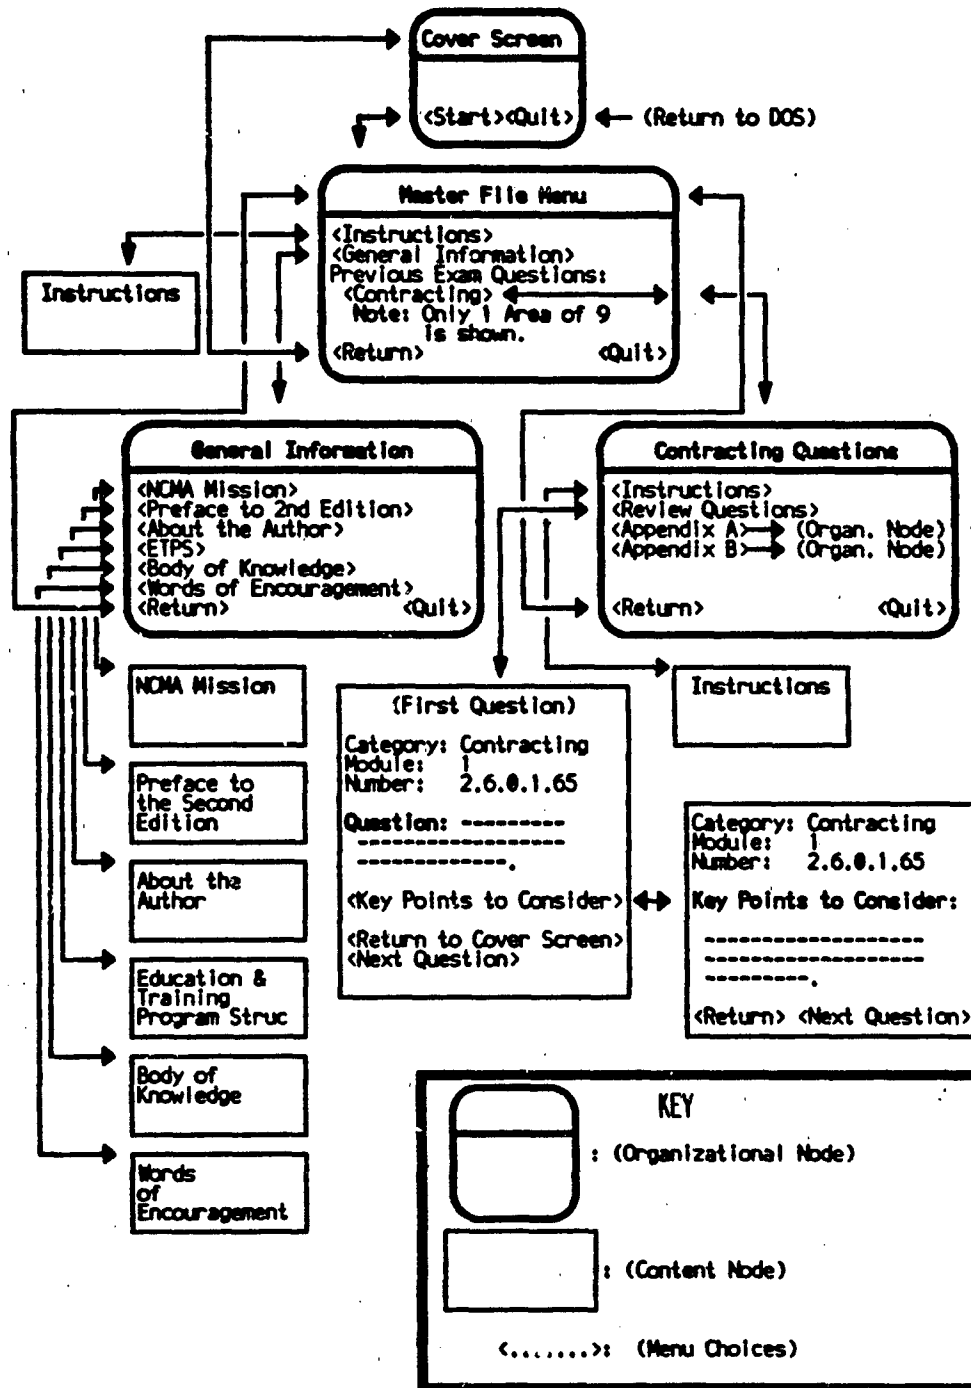 Cover Screen
<Start><Quit>
(Return to DOS)
Master File Menu
<Instructions>
<General Information>
Previous Exam Questions:
<Contracting>
Note: Only 1 Area of 9
is shown.
<Return> <Quit>
Instructions
General Information
<NCMA Mission>
<Preface to 2nd Edition>
<About the Author>
<ETPS>
<Body of Knowledge>
<Words of Encouragement>
<Return> <Quit>
Contracting Questions
<Instructions>
<Review Questions>
<Appendix A> (Organ. Node)
<Appendix B> (Organ. Node)
<Return> <Quit>
NCMA Mission
Preface to
the Second
Edition
About the
Author
Education &
Training
Program Struc
Body of
Knowledge
Words
of
Encouragement
(First Question)
Category: Contracting
Module: 1
Number: 2.6.0.1.65
Question: ---------
------------------
-------------.
<Key Points to Consider>
<Return to Cover Screen>
<Next Question>
Instructions
Category: Contracting
Module: 1
Number: 2.6.0.1.65
Key Points to Consider:
--------------------
--------------------
---------.
<Return> <Next Question>
KEY
: (Organizational Node)
: (Content Node)
<.......>: (Menu Choices)